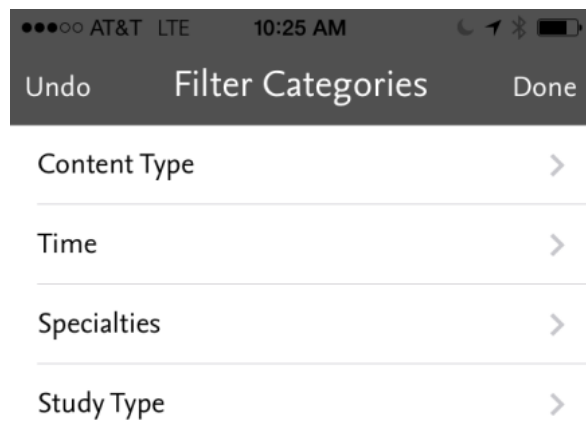 AT&T LTE 10:25 AM
Undo Filter Categories Done
Content Type
Time
Specialties
Study Type